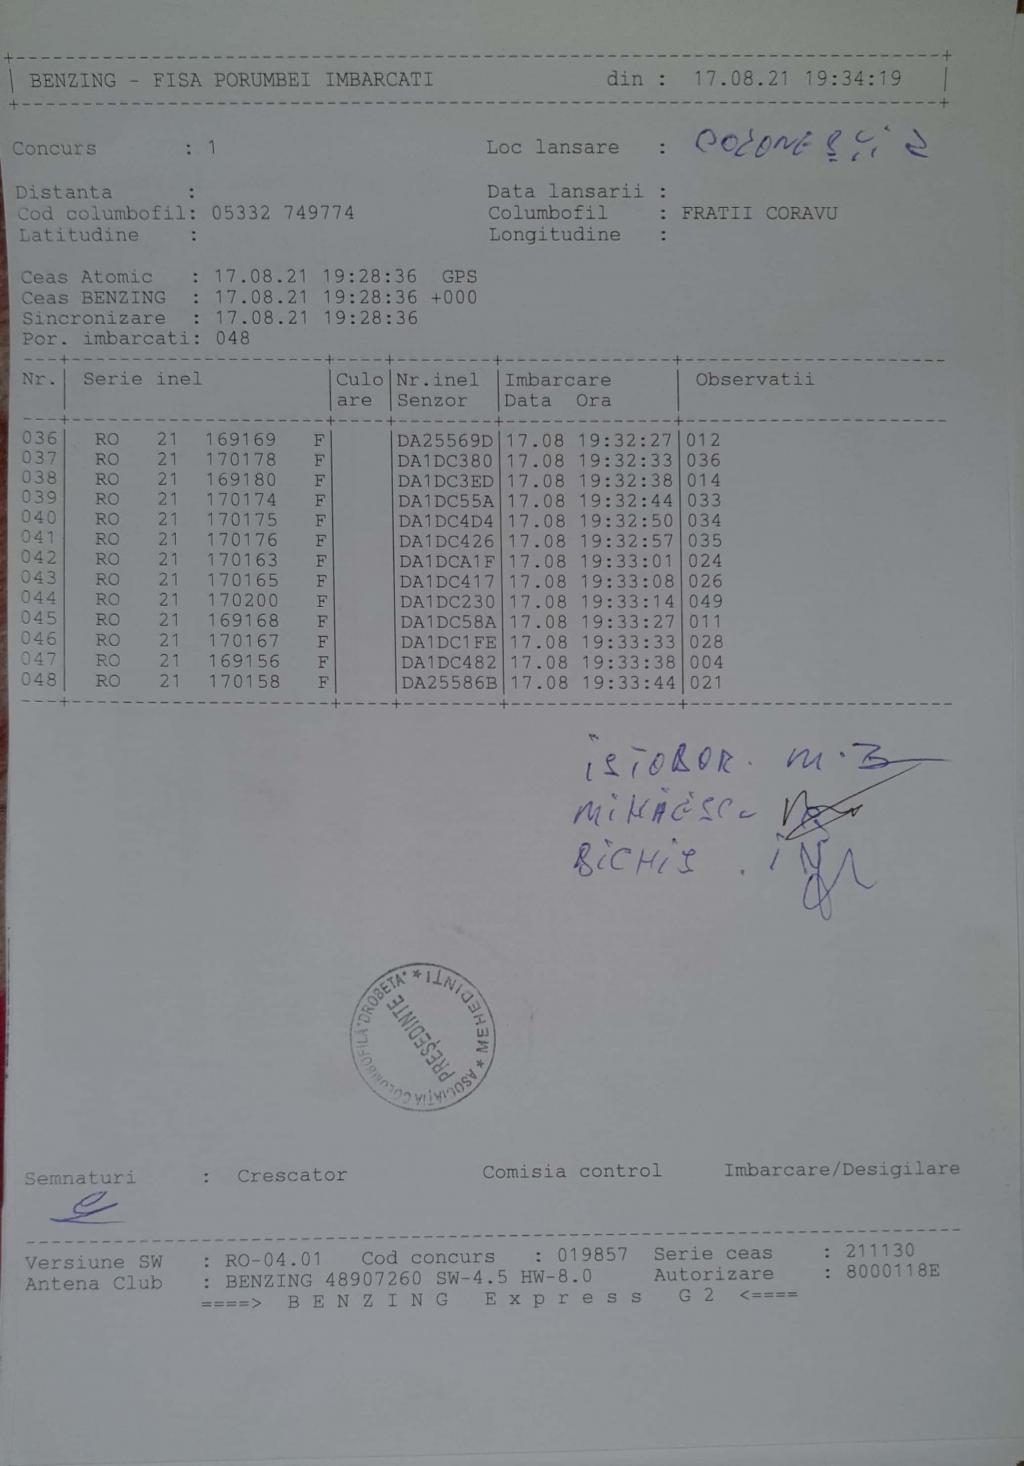 BENZING - FISA PORUMBEI IMBARCATI din : 17.08.21 19:34:19
Concurs : 1 Loc lansare :
Distanta : Data lansarii :
Cod columbofil: 05332 749774 Columbofil : FRATII CORAVU
Latitudine : Longitudine :
Ceas Atomic : 17.08.21 19:28:36 GPS
Ceas BENZING : 17.08.21 19:28:36 +000
Sincronizare : 17.08.21 19:28:36
Por. imbarcati: 048
Nr. Serie inel Culo Nr.inel Imbarcare Observatii
are Senzor Data Ora
036 RO 21 169169 F DA25569D 17.08 19:32:27 012
037 RO 21 170178 F DA1DC380 17.08 19:32:33 036
038 RO 21 169180 F DA1DC3ED 17.08 19:32:38 014
039 RO 21 170174 F DA1DC55A 17.08 19:32:44 033
040 RO 21 170175 F DA1DC4D4 17.08 19:32:50 034
041 RO 21 170176 F DA1DC426 17.08 19:32:57 035
042 RO 21 170163 F DA1DCA1F 17.08 19:33:01 024
043 RO 21 170165 F DA1DC417 17.08 19:33:08 026
044 RO 21 170200 F DA1DC230 17.08 19:33:14 049
045 RO 21 169168 F DA1DC58A 17.08 19:33:27 011
046 RO 21 170167 F DA1DC1FE 17.08 19:33:33 028
047 RO 21 169156 F DA1DC482 17.08 19:33:38 004
048 RO 21 170158 F DA25586B 17.08 19:33:44 021
ISTOBOR. M.B
MIHĂESCU
BICHIS.
ASOCIAȚIA COLUMBOFILĂ "DROBETA" * MEHEDINȚI *
PREȘEDINTE
Semnaturi : Crescator Comisia control Imbarcare/Desigilare
Versiune SW : RO-04.01 Cod concurs : 019857 Serie ceas : 211130
Antena Club : BENZING 48907260 SW-4.5 HW-8.0 Autorizare : 8000118E
====> B E N Z I N G E x p r e s s G 2 <====